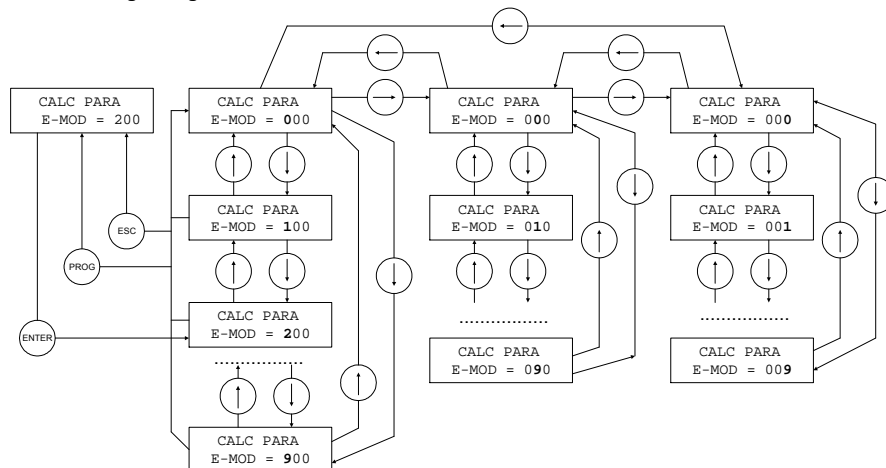 CALC PARA
E-MOD = 200
CALC PARA
E-MOD = 000
CALC PARA
E-MOD = 000
CALC PARA
E-MOD = 000
CALC PARA
E-MOD = 100
CALC PARA
E-MOD = 010
CALC PARA
E-MOD = 001
ESC
PROG
CALC PARA
E-MOD = 200
ENTER
CALC PARA
E-MOD = 090
CALC PARA
E-MOD = 009
CALC PARA
E-MOD = 900